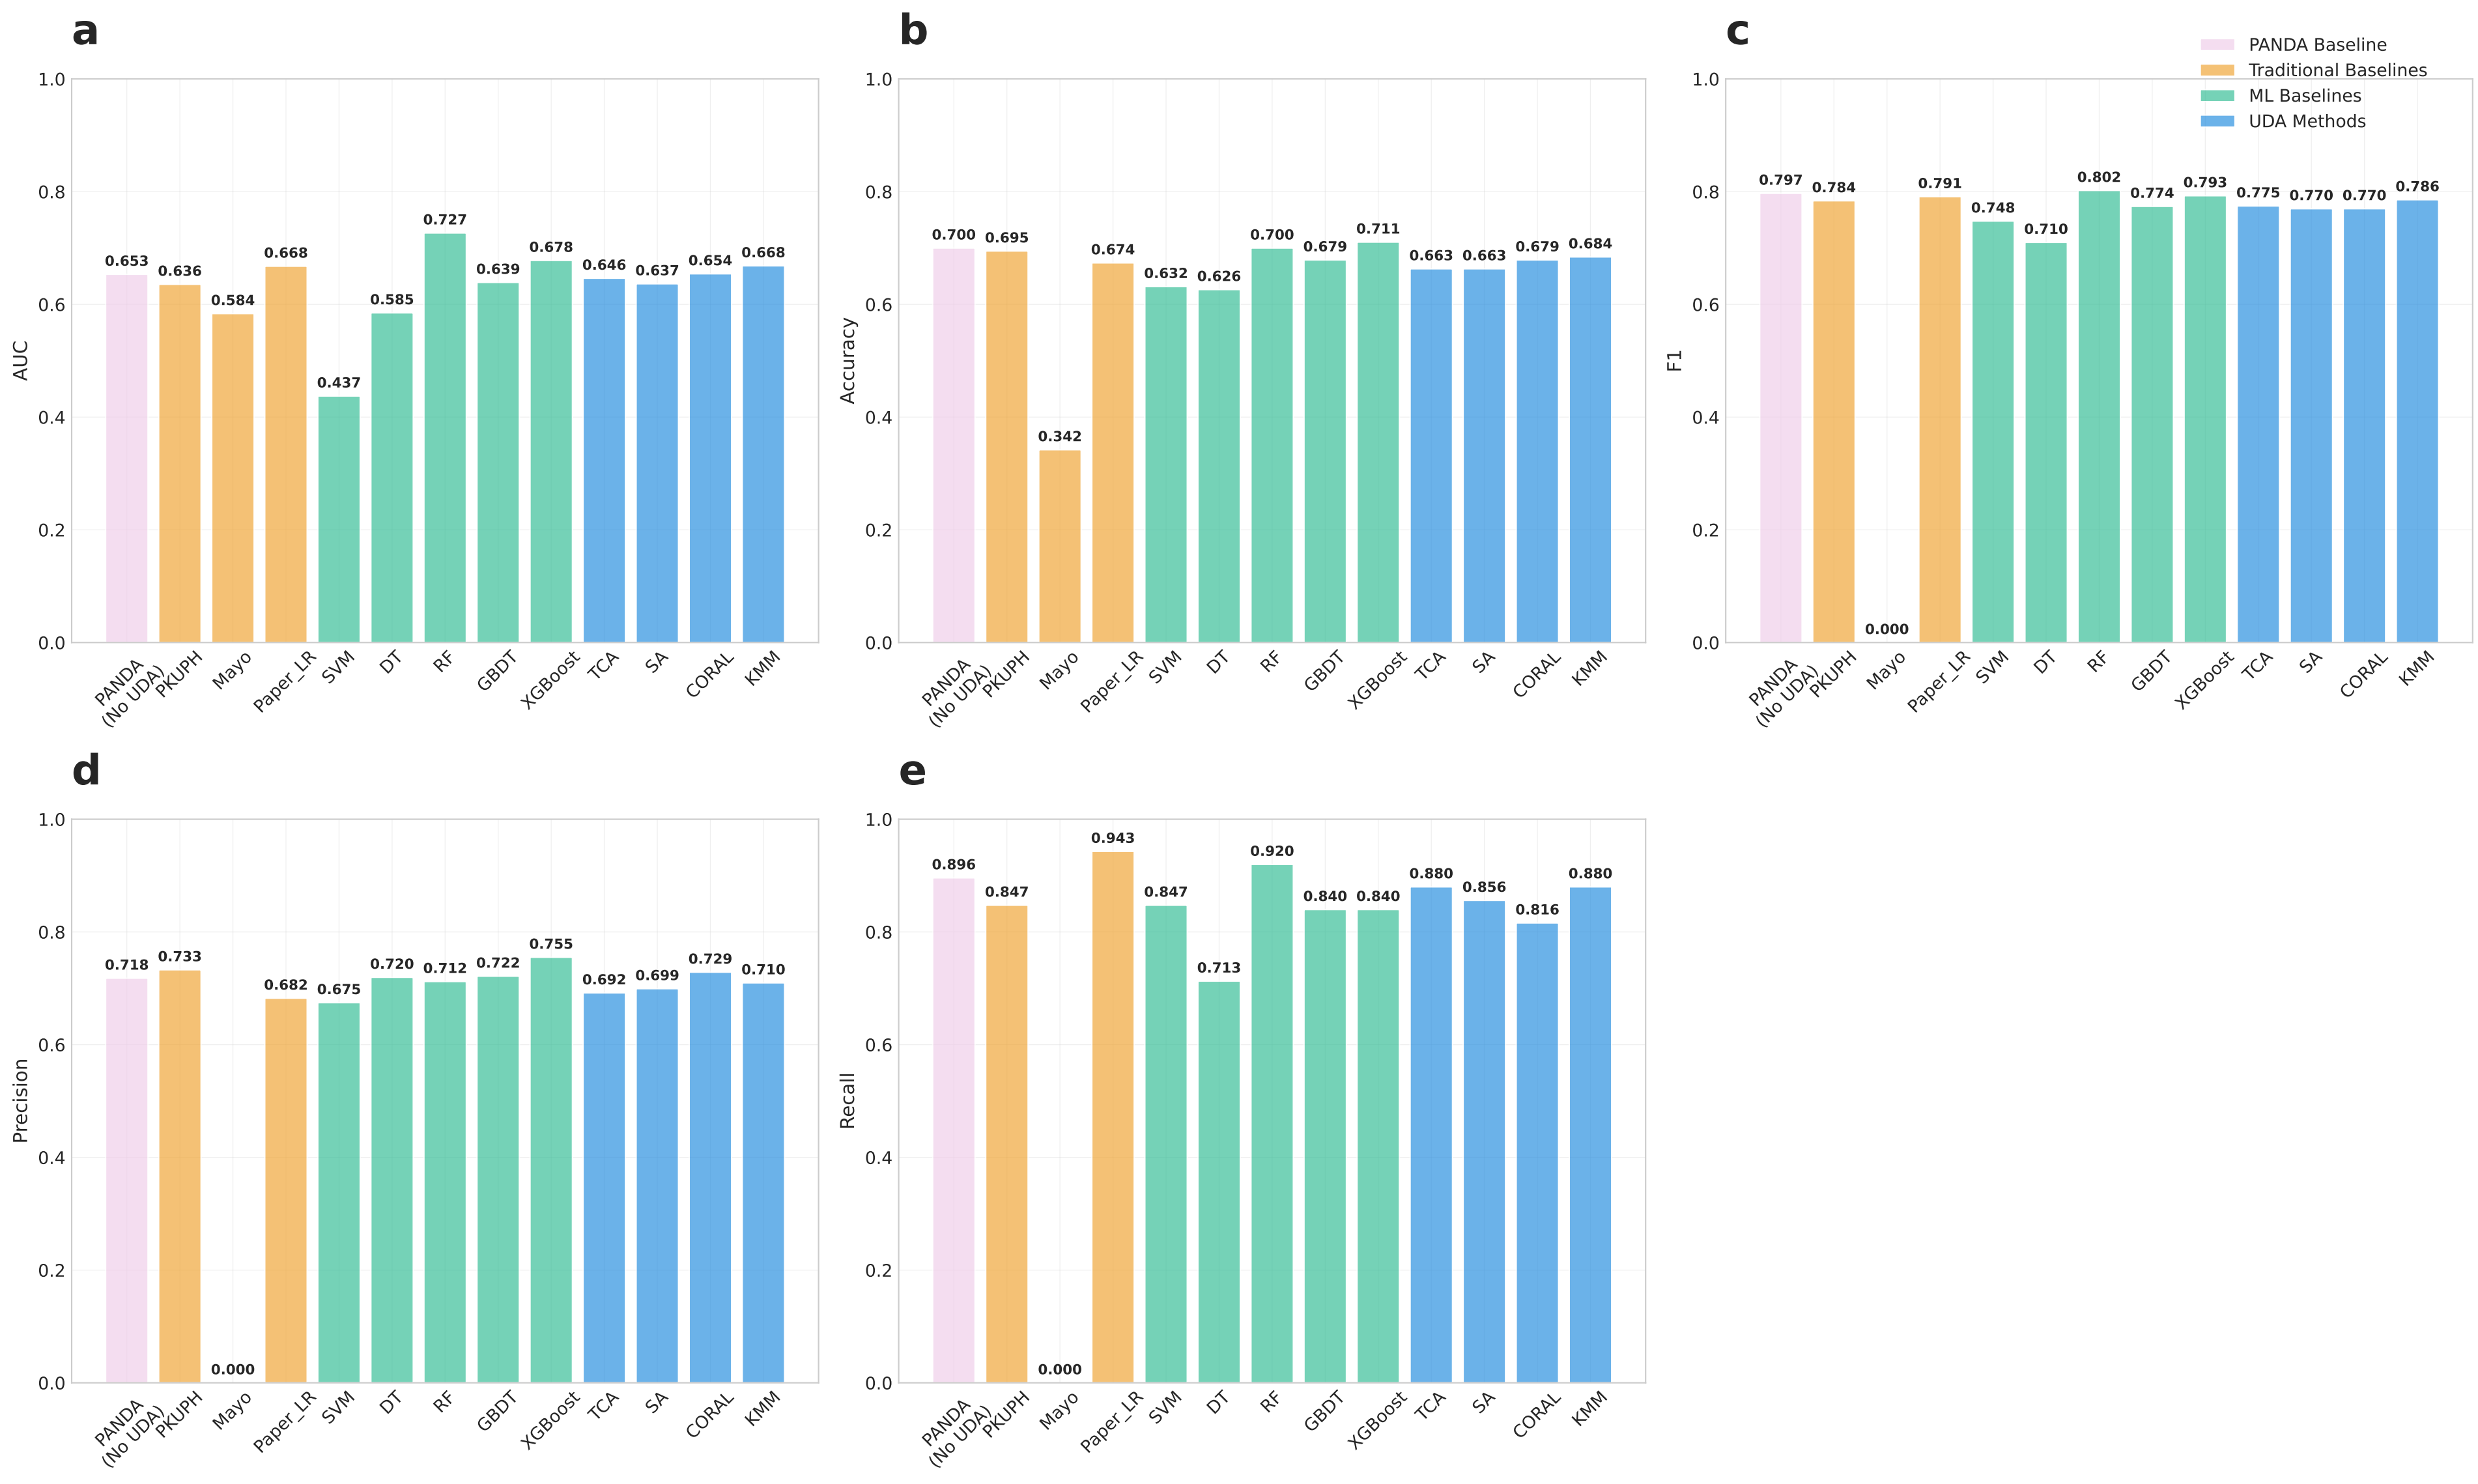 a
1.0
0.8
0.6
0.4
0.2
0.0
AUC
0.653
0.636
0.584
0.668
0.437
0.585
0.727
0.639
0.678
0.646
0.637
0.654
0.668
PANDA
(No UDA)
PKUPH
Mayo
Paper_LR
SVM
DT
RF
GBDT
XGBoost
TCA
SA
CORAL
KMM
b
1.0
0.8
0.6
0.4
0.2
0.0
Accuracy
0.700
0.695
0.342
0.674
0.632
0.626
0.700
0.679
0.711
0.663
0.663
0.679
0.684
PANDA
(No UDA)
PKUPH
Mayo
Paper_LR
SVM
DT
RF
GBDT
XGBoost
TCA
SA
CORAL
KMM
c
PANDA Baseline
Traditional Baselines
ML Baselines
UDA Methods
1.0
0.8
0.6
0.4
0.2
0.0
F1
0.797
0.784
0.000
0.791
0.748
0.710
0.802
0.774
0.793
0.775
0.770
0.770
0.786
PANDA
(No UDA)
PKUPH
Mayo
Paper_LR
SVM
DT
RF
GBDT
XGBoost
TCA
SA
CORAL
KMM
d
1.0
0.8
0.6
0.4
0.2
0.0
Precision
0.718
0.733
0.000
0.682
0.675
0.720
0.712
0.722
0.755
0.692
0.699
0.729
0.710
PANDA
(No UDA)
PKUPH
Mayo
Paper_LR
SVM
DT
RF
GBDT
XGBoost
TCA
SA
CORAL
KMM
e
1.0
0.8
0.6
0.4
0.2
0.0
Recall
0.896
0.847
0.000
0.943
0.847
0.713
0.920
0.840
0.840
0.880
0.856
0.816
0.880
PANDA
(No UDA)
PKUPH
Mayo
Paper_LR
SVM
DT
RF
GBDT
XGBoost
TCA
SA
CORAL
KMM